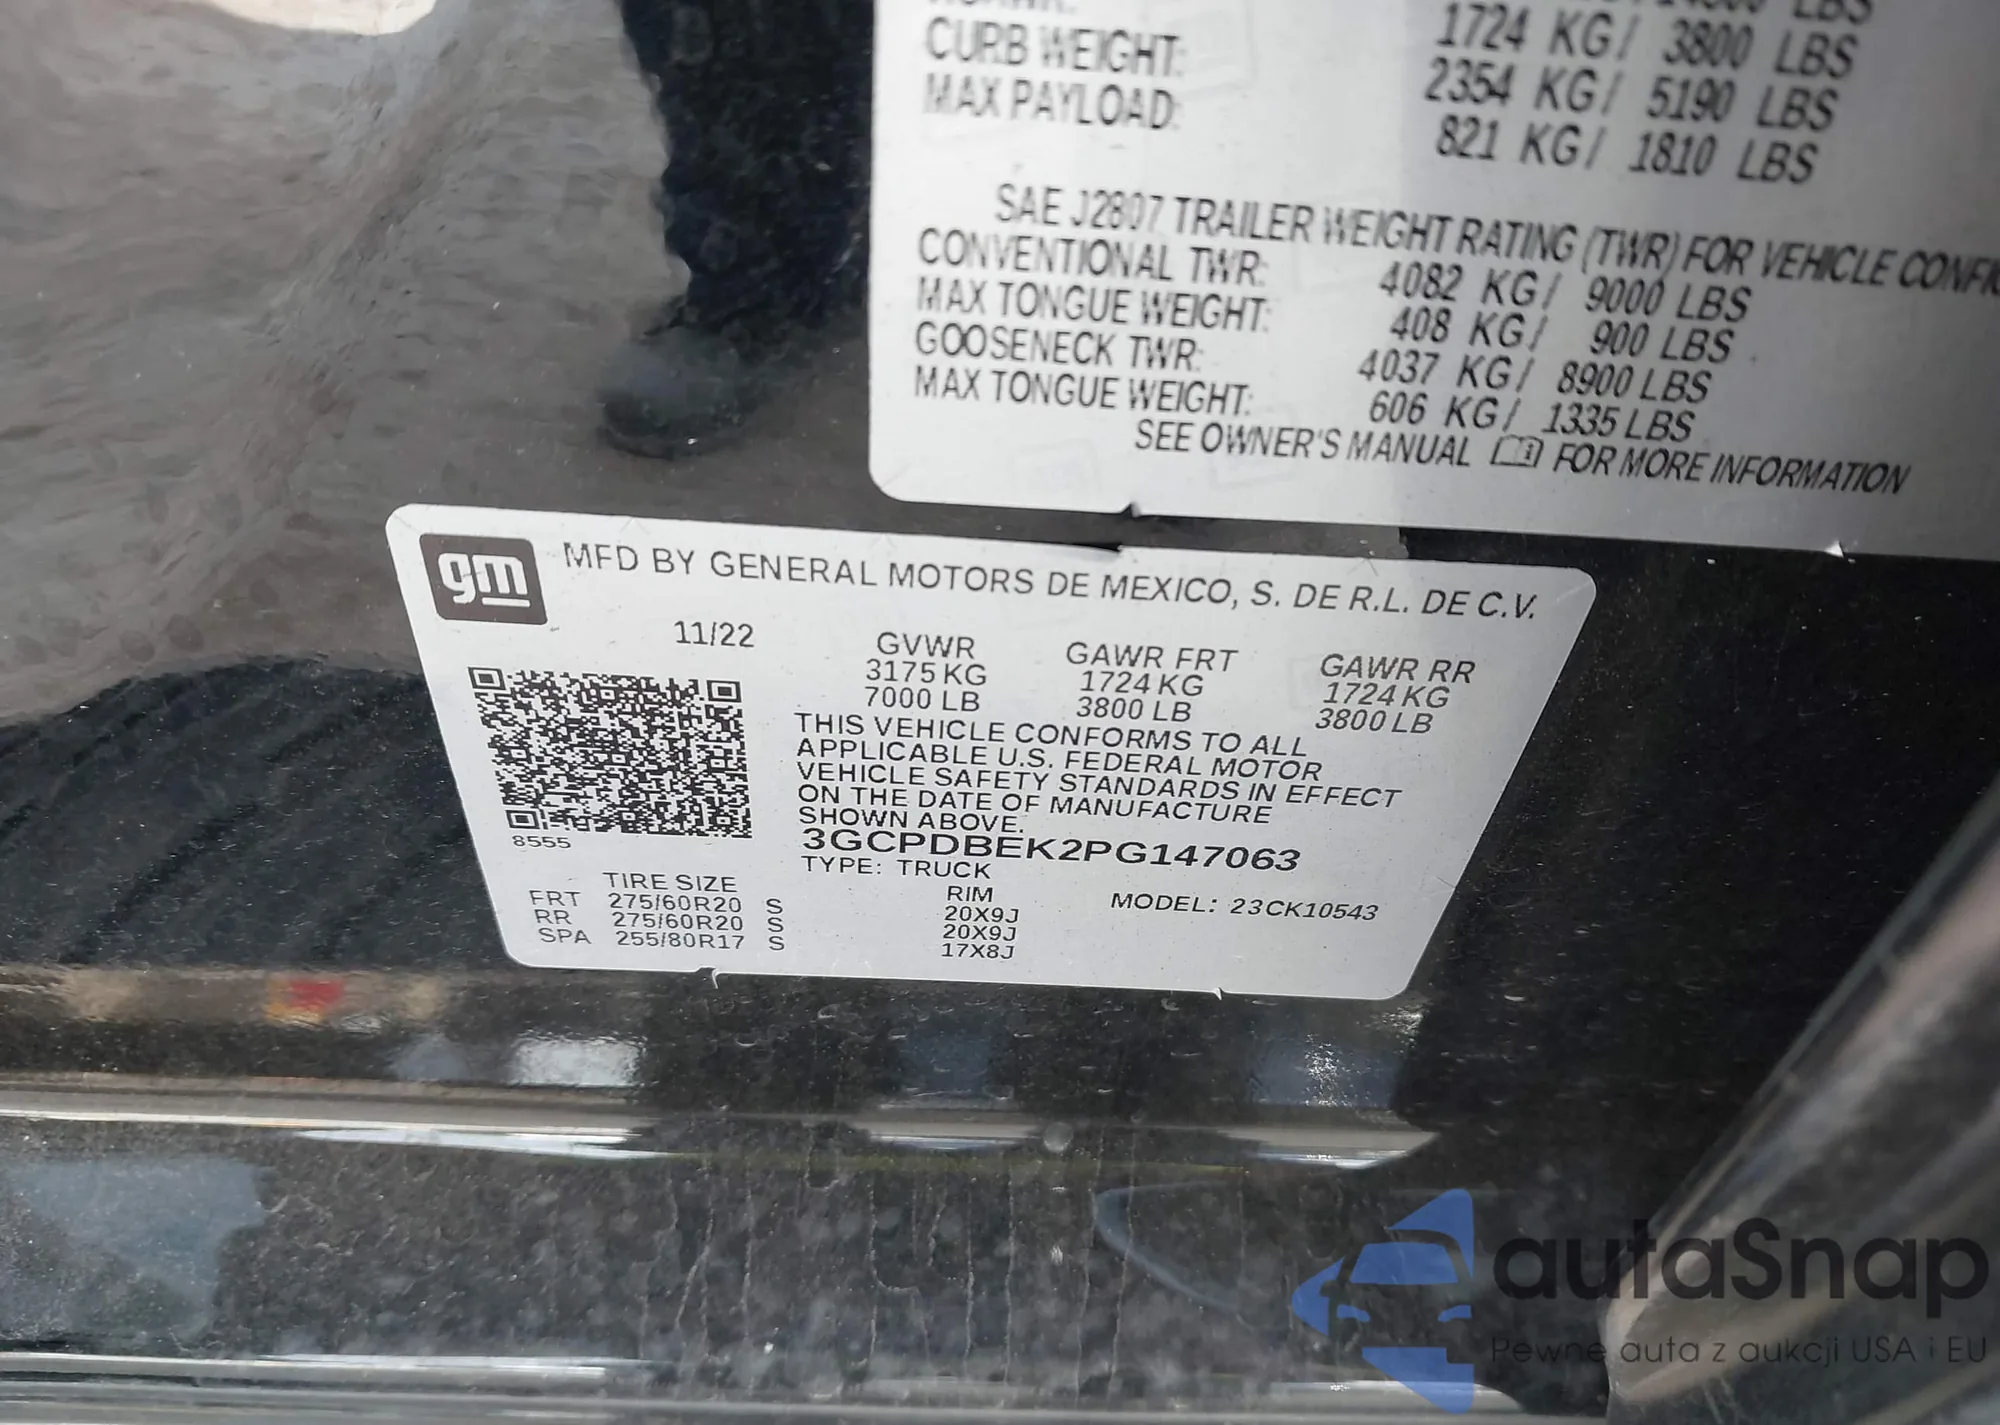 LBS
CURB WEIGHT: 1724 KG/ 3800 LBS
MAX PAYLOAD: 2354 KG/ 5190 LBS
821 KG/ 1810 LBS
SAE J2807 TRAILER WEIGHT RATING (TWR) FOR VEHICLE CONFI
CONVENTIONAL TWR: 4082 KG/ 9000 LBS
MAX TONGUE WEIGHT: 408 KG/ 900 LBS
GOOSENECK TWR: 4037 KG/ 8900 LBS
MAX TONGUE WEIGHT: 606 KG/ 1335 LBS
SEE OWNER'S MANUAL FOR MORE INFORMATION
gm MFD BY GENERAL MOTORS DE MEXICO, S. DE R.L. DE C.V.
11/22 GVWR GAWR FRT GAWR RR
3175 KG 1724 KG 1724 KG
7000 LB 3800 LB 3800 LB
THIS VEHICLE CONFORMS TO ALL
APPLICABLE U.S. FEDERAL MOTOR
VEHICLE SAFETY STANDARDS IN EFFECT
ON THE DATE OF MANUFACTURE
SHOWN ABOVE.
8555 3GCPDBEK2PG147063
TYPE: TRUCK
TIRE SIZE RIM MODEL: 23CK10543
FRT 275/60R20 S 20X9J
RR 275/60R20 S 20X9J
SPA 255/80R17 S 17X8J
autaSnap
Pewne auta z aukcji USA i EU